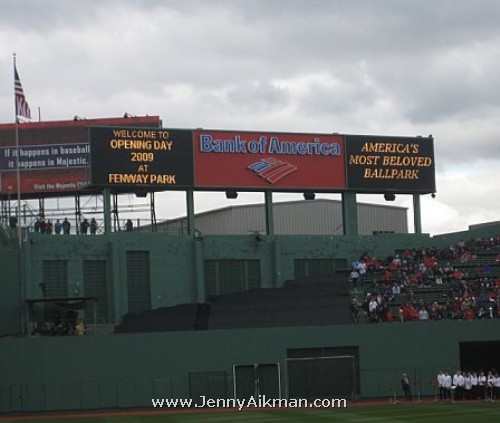 WELCOME TO
OPENING DAY
2009
AT
FENWAY PARK
Bank of America
AMERICA'S
MOST BELOVED
BALLPARK
If it happens in baseball
it happens in Majestic.
www.JennyAikman.com